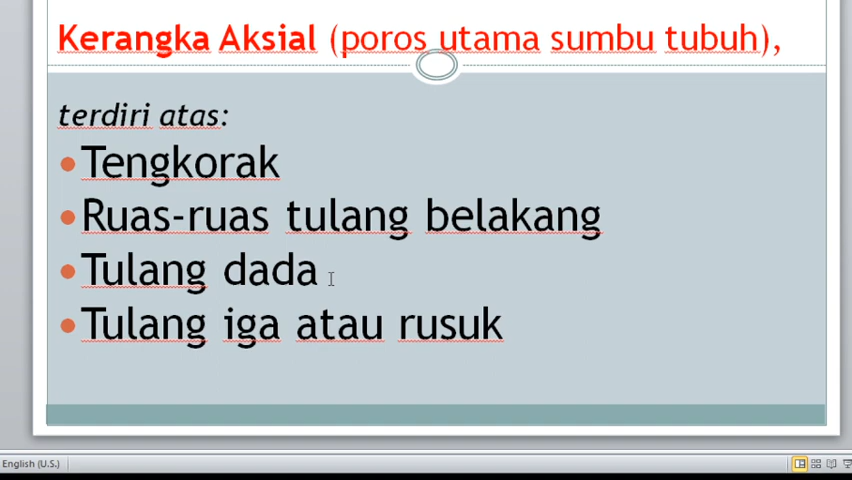 Kerangka Aksial (poros utama sumbu tubuh),
terdiri atas:
Tengkorak
Ruas-ruas tulang belakang
Tulang dada
Tulang iga atau rusuk
English (U.S.)